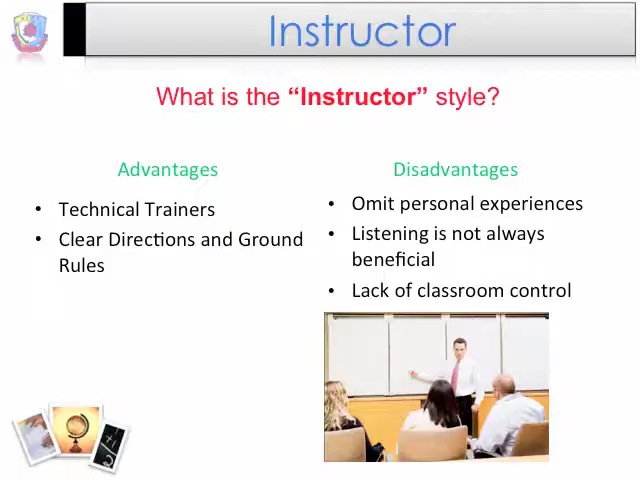 Instructor
What is the “Instructor” style?
Advantages
• Technical Trainers
• Clear Directions and Ground
Rules
Disadvantages
• Omit personal experiences
• Listening is not always
beneficial
• Lack of classroom control